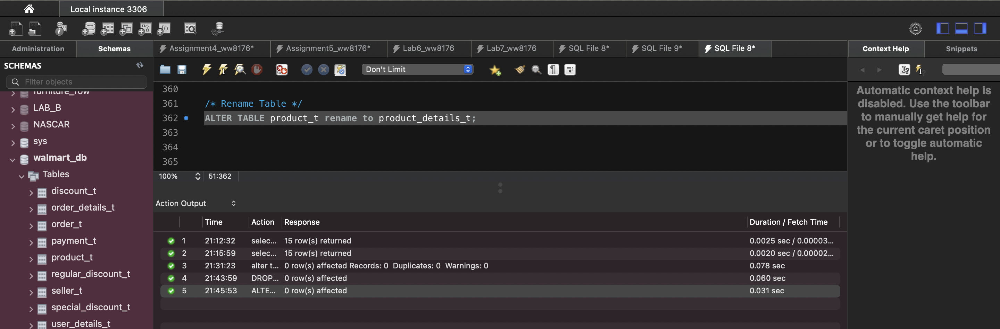 Local instance 3306
Administration
Schemas
Assignment4_ww8176*
Assignment5_ww8176*
Lab6_ww8176
Lab7_ww8176
SQL File 8*
SQL File 9*
SQL File 8*
Context Help
Snippets
SCHEMAS
Don't Limit
Filter objects
furniture_row
LAB_B
NASCAR
sys
walmart_db
Tables
discount_t
order_details_t
order_t
payment_t
product_t
regular_discount_t
seller_t
special_discount_t
user_details_t
360
361 /* Rename Table */
362 ALTER TABLE product_t rename to product_details_t;
363
364
365
100% 51:362
Action Output
Time Action Response Duration / Fetch Time
1 21:12:32 selec... 15 row(s) returned 0.0025 sec / 0.00003...
2 21:15:59 selec... 15 row(s) returned 0.0020 sec / 0.00002...
3 21:31:23 alter t... 0 row(s) affected Records: 0 Duplicates: 0 Warnings: 0 0.078 sec
4 21:43:59 DROP... 0 row(s) affected 0.060 sec
5 21:45:53 ALTE... 0 row(s) affected 0.031 sec
Automatic context help is
disabled. Use the toolbar
to manually get help for
the current caret position
or to toggle automatic
help.